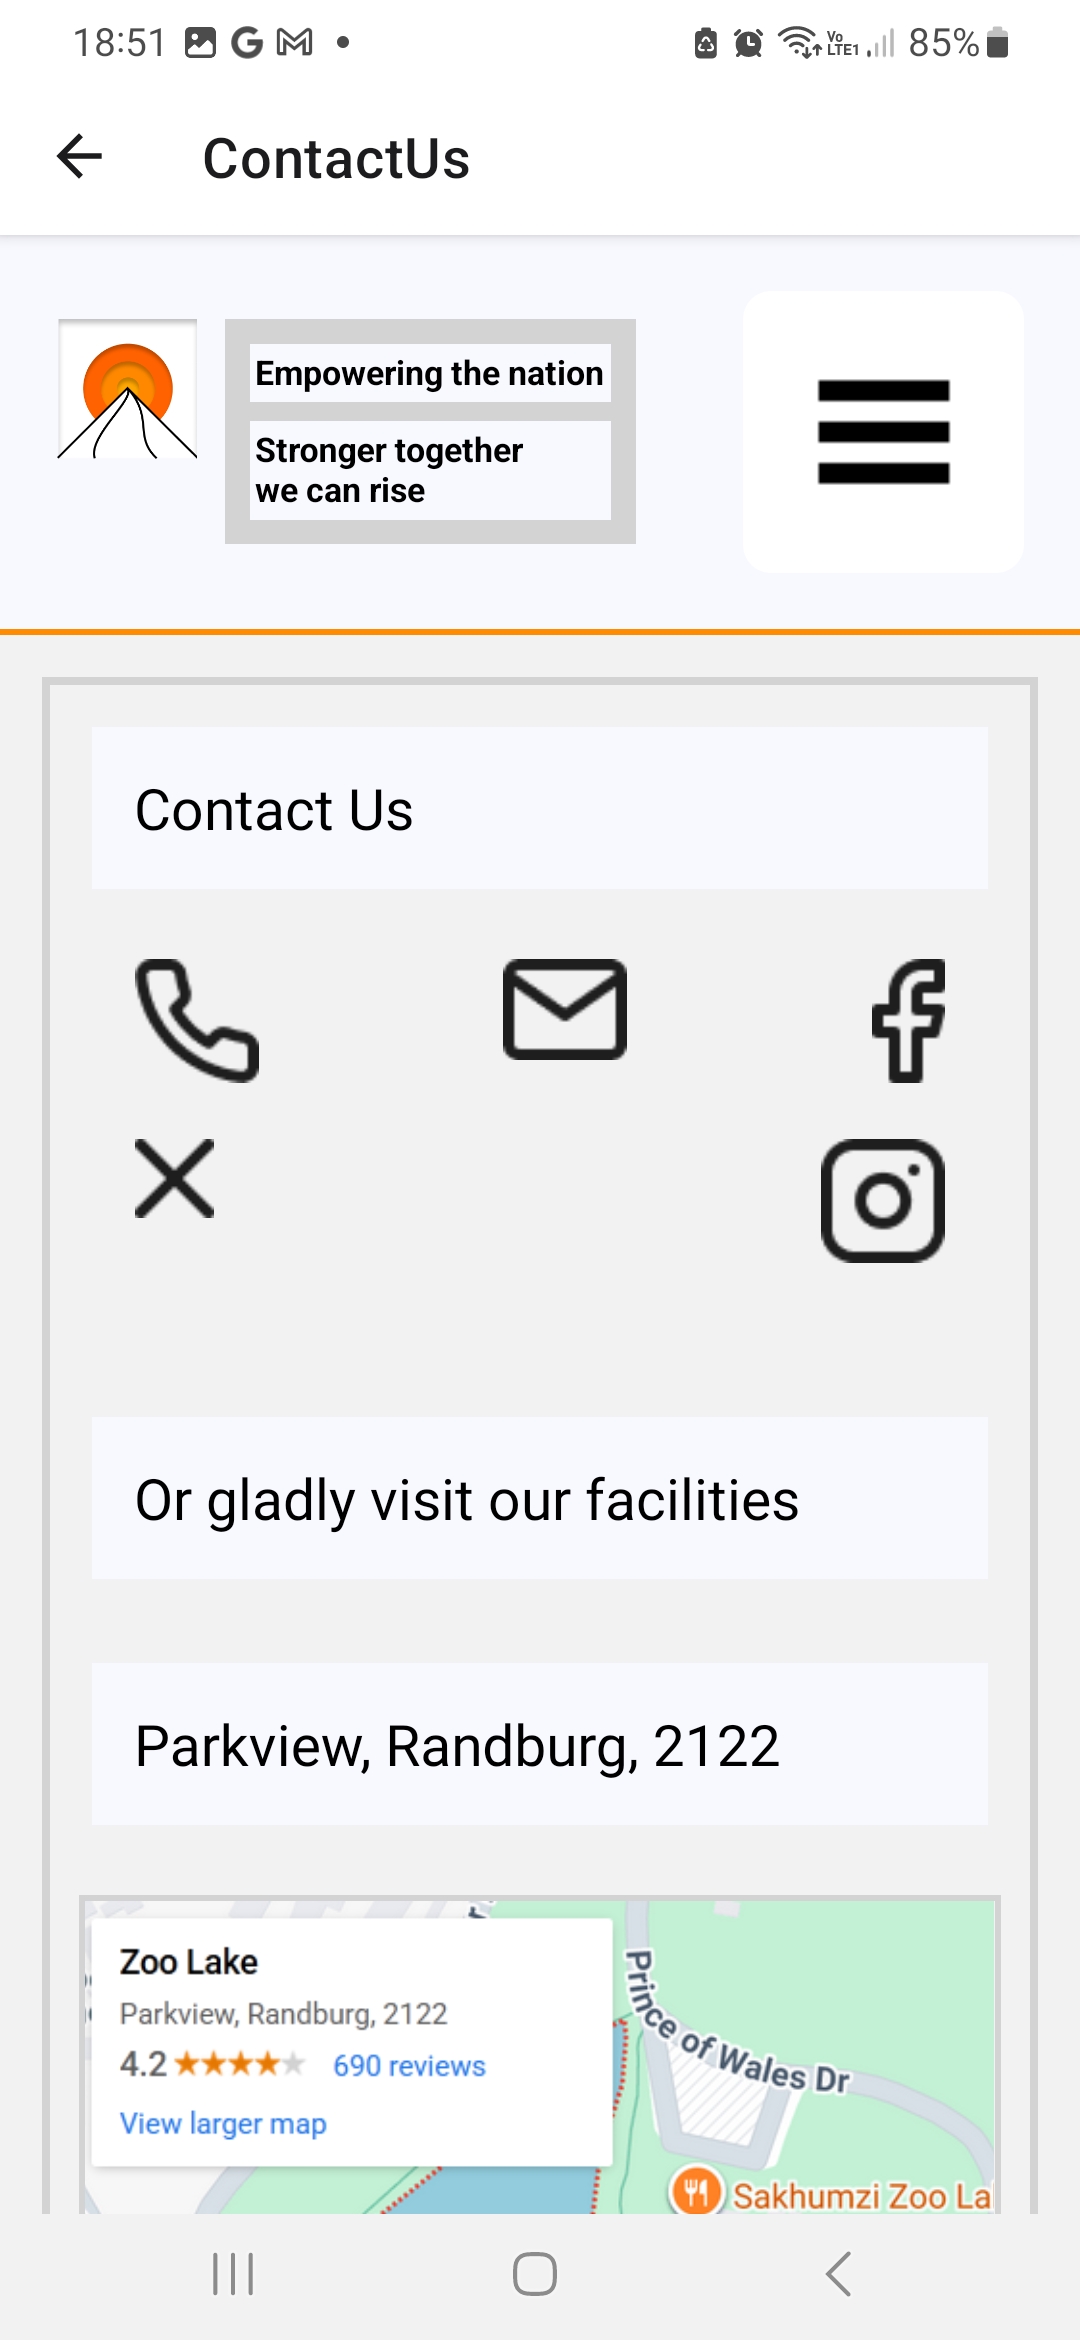 18:51
Vo
LTE1
85%
ContactUs
Empowering the nation
Stronger together
we can rise
Contact Us
Or gladly visit our facilities
Parkview, Randburg, 2122
Zoo Lake
Parkview, Randburg, 2122
4.2
690 reviews
View larger map
Prince of Wales Dr
Sakhumzi Zoo La